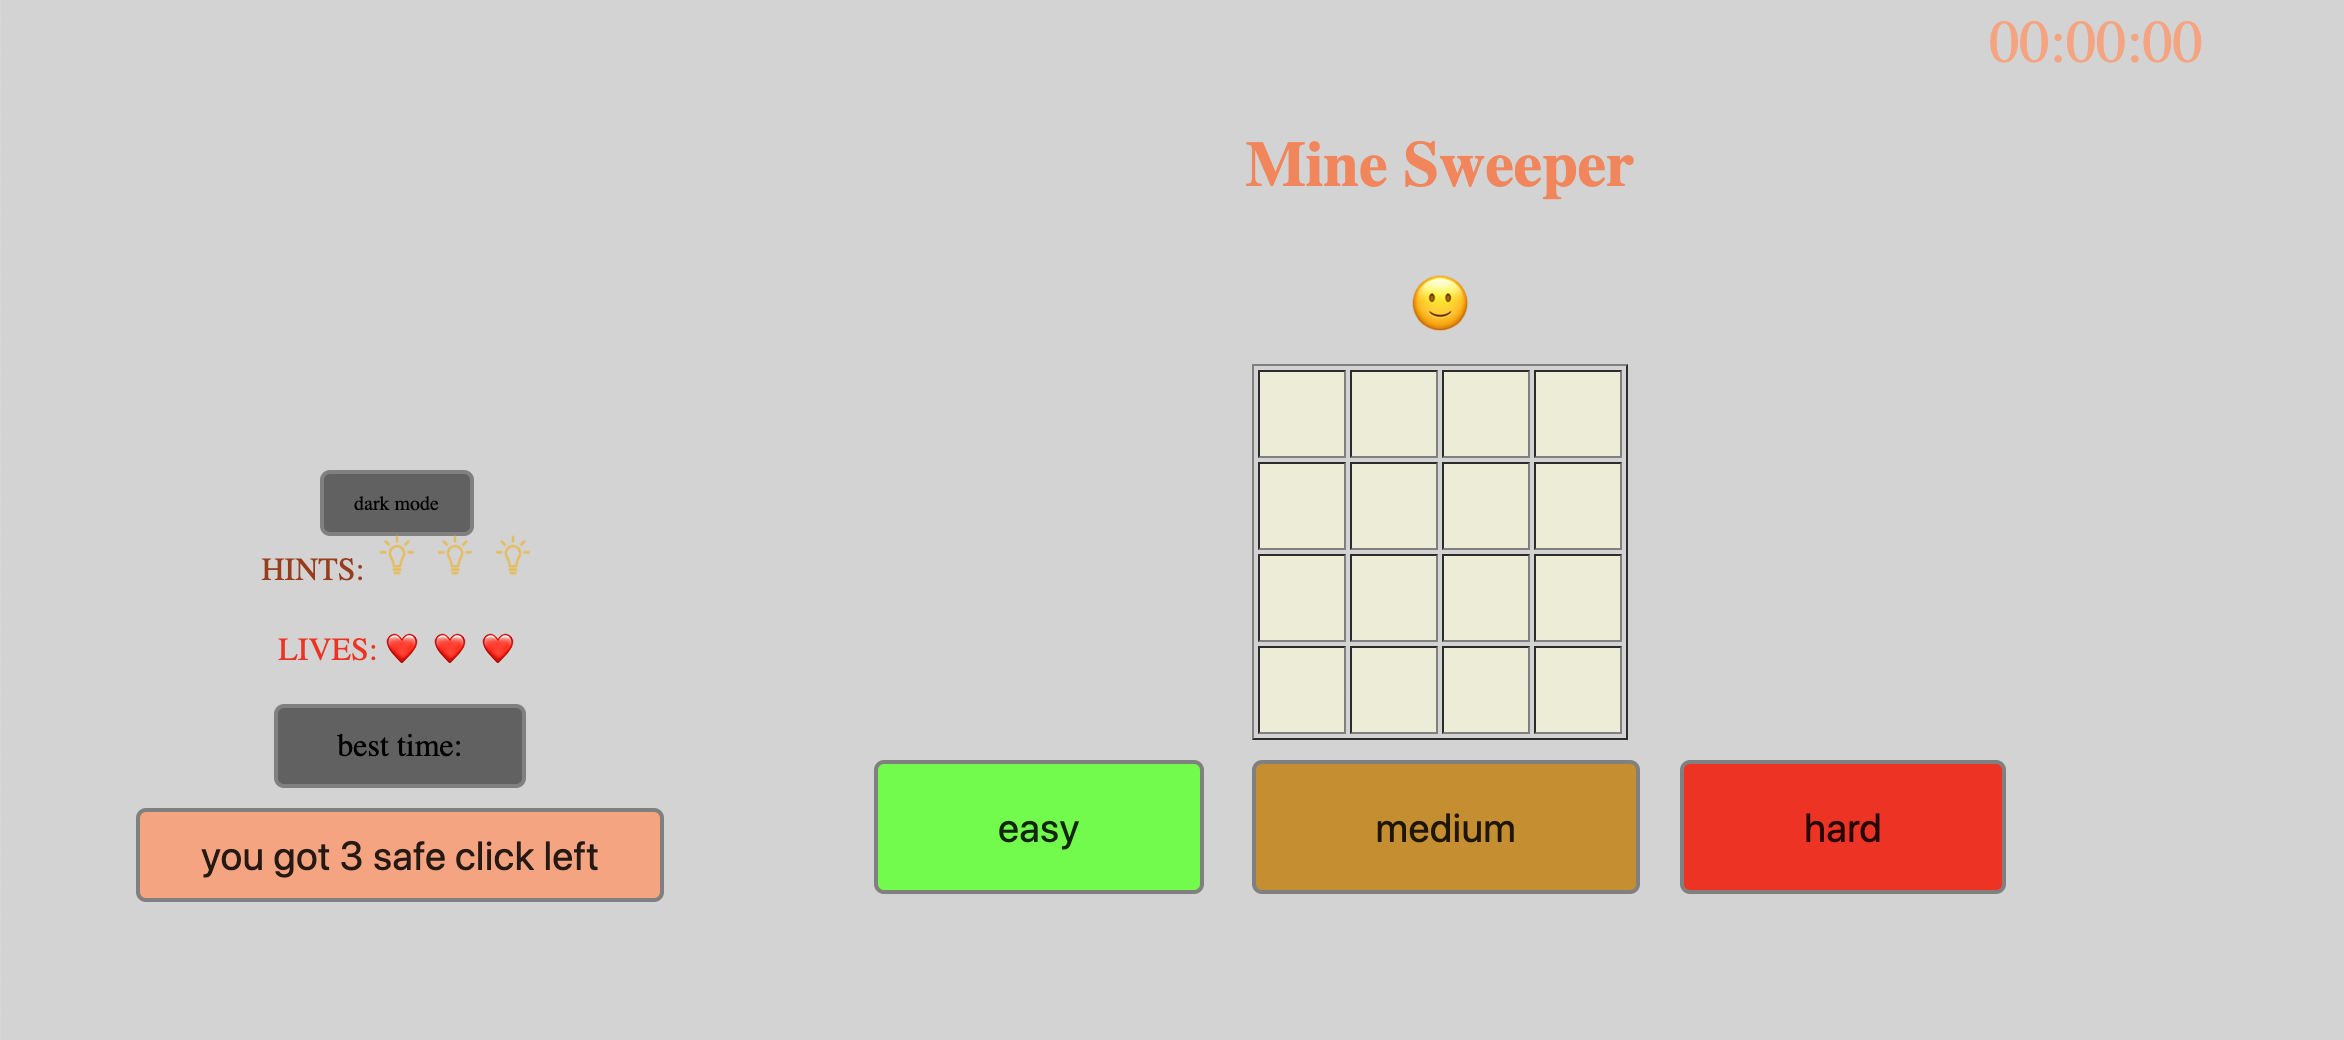 00:00:00
Mine Sweeper
dark mode
HINTS:
LIVES:
best time:
you got 3 safe click left
easy
medium
hard